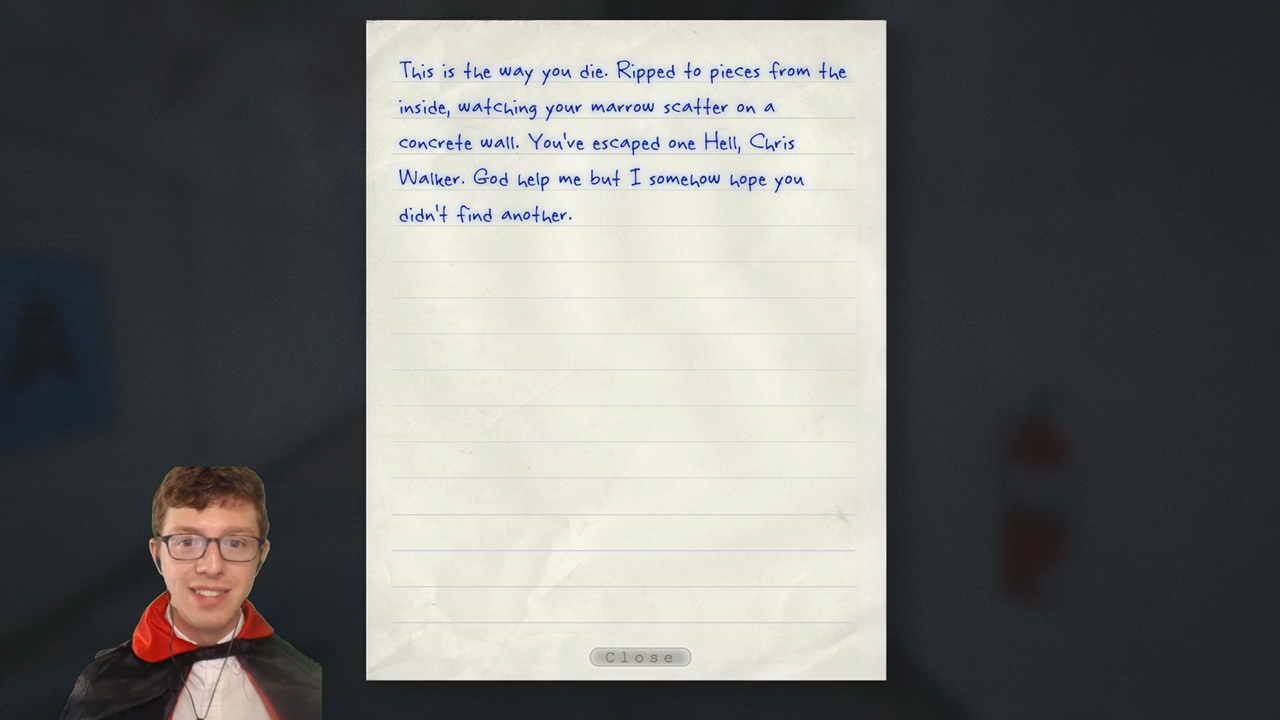 This is the way you die. Ripped to pieces from the
inside, watching your marrow scatter on a
concrete wall. You've escaped one Hell, Chris
Walker. God help me but I somehow hope you
didn't find another.
A
Close